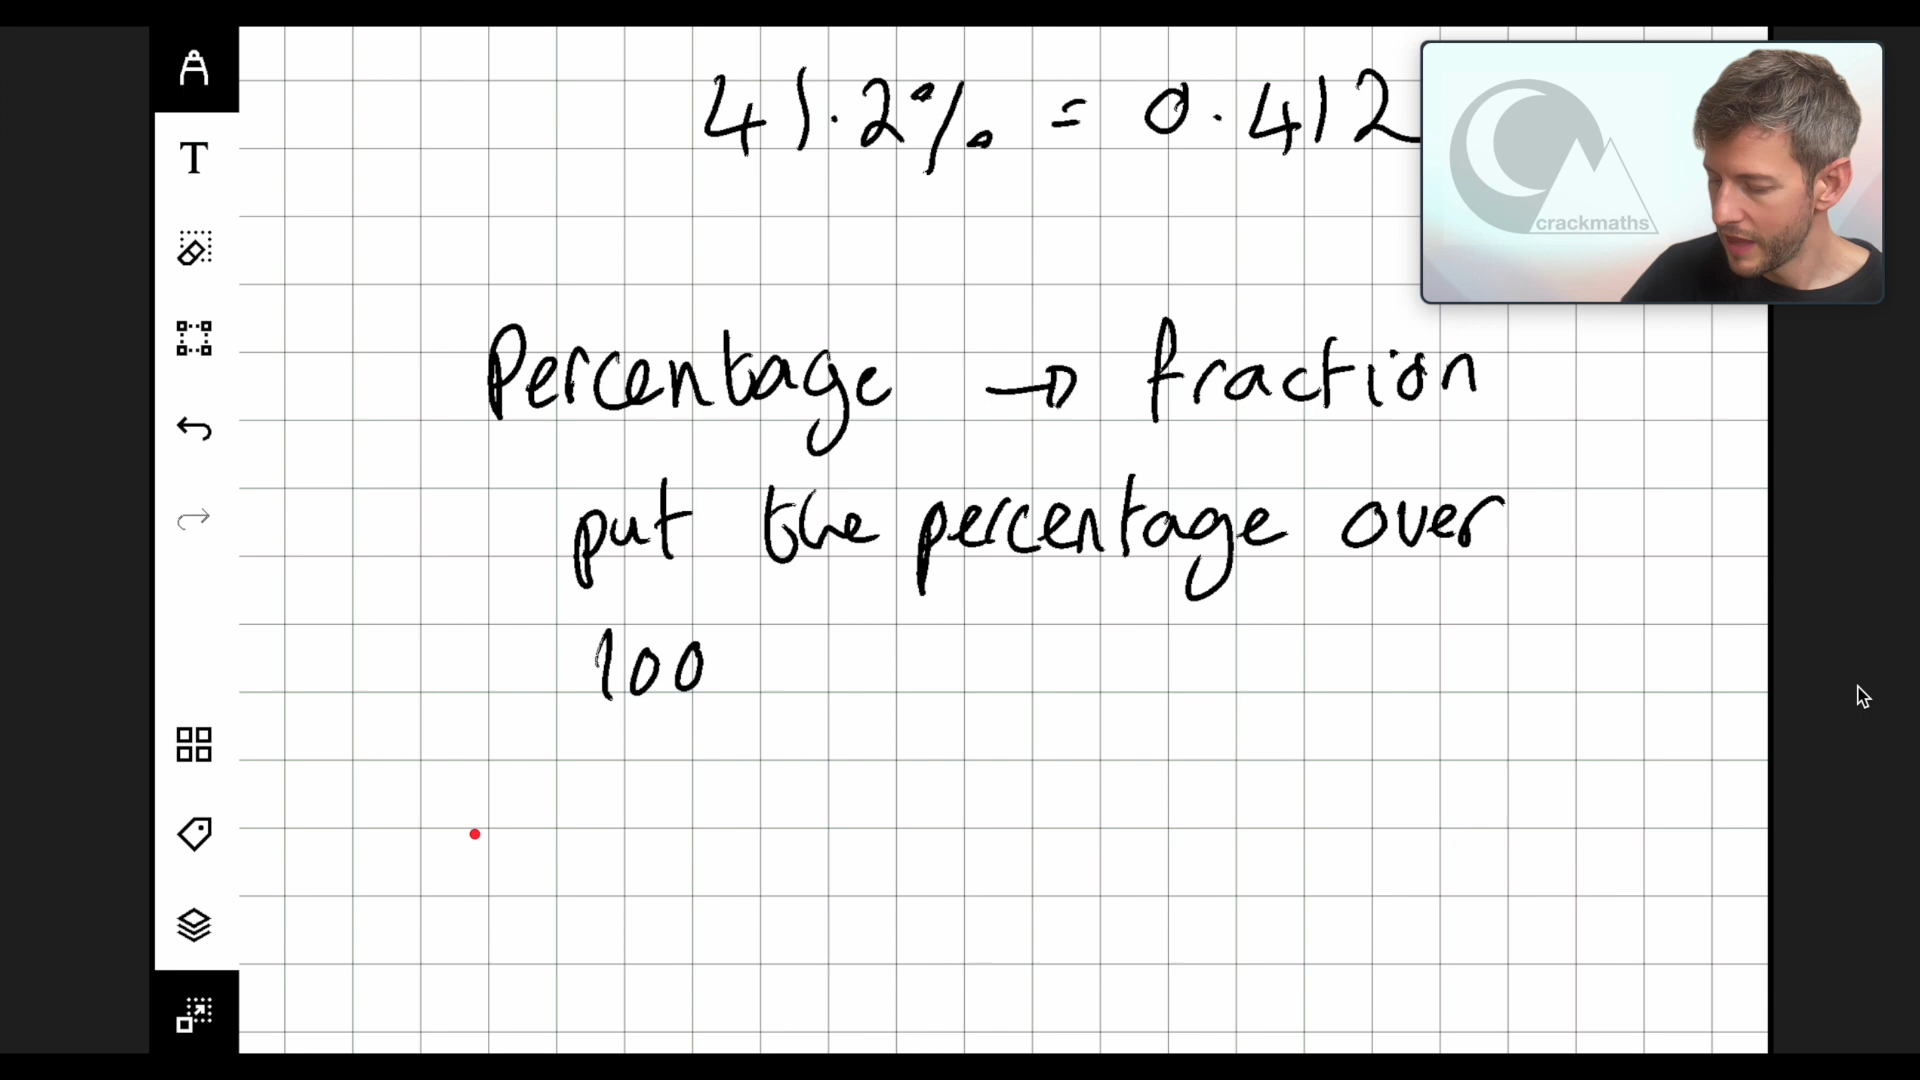 41.2% = 0.412
crackmaths
Percentage → fraction
put the percentage over
100
T